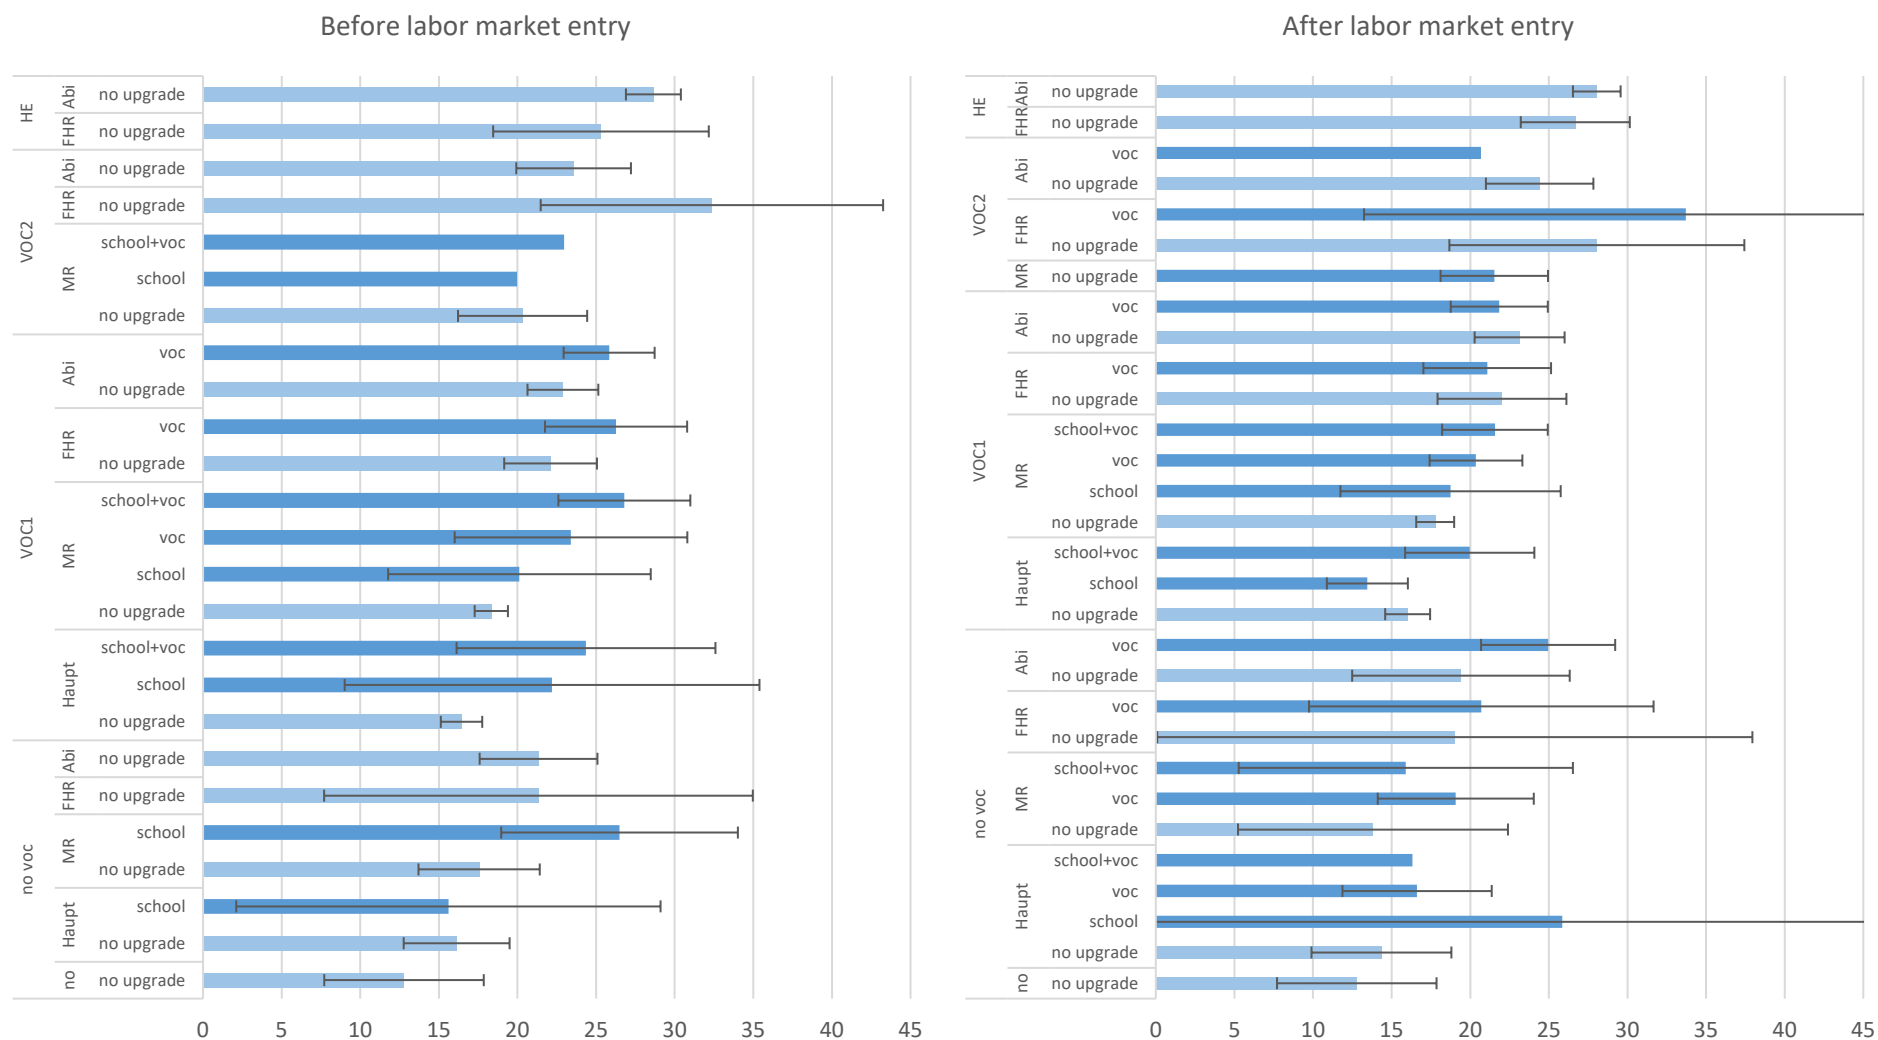 Before labor market entry
HE
Abi
no upgrade
FHR
no upgrade
VOC2
Abi
no upgrade
FHR
no upgrade
MR
school+voc
school
no upgrade
VOC1
Abi
voc
no upgrade
FHR
voc
no upgrade
MR
school+voc
voc
school
no upgrade
Haupt
school+voc
school
no upgrade
no voc
Abi
no upgrade
FHR
no upgrade
MR
school
no upgrade
Haupt
school
no upgrade
no
no upgrade
0 5 10 15 20 25 30 35 40 45
After labor market entry
HE
Abi
no upgrade
FHR
no upgrade
VOC2
Abi
voc
no upgrade
FHR
voc
no upgrade
MR
no upgrade
VOC1
Abi
voc
no upgrade
FHR
voc
no upgrade
MR
school+voc
voc
school
no upgrade
Haupt
school+voc
school
no upgrade
no voc
Abi
voc
no upgrade
FHR
voc
no upgrade
MR
school+voc
voc
no upgrade
Haupt
school+voc
voc
school
no upgrade
no
no upgrade
0 5 10 15 20 25 30 35 40 45